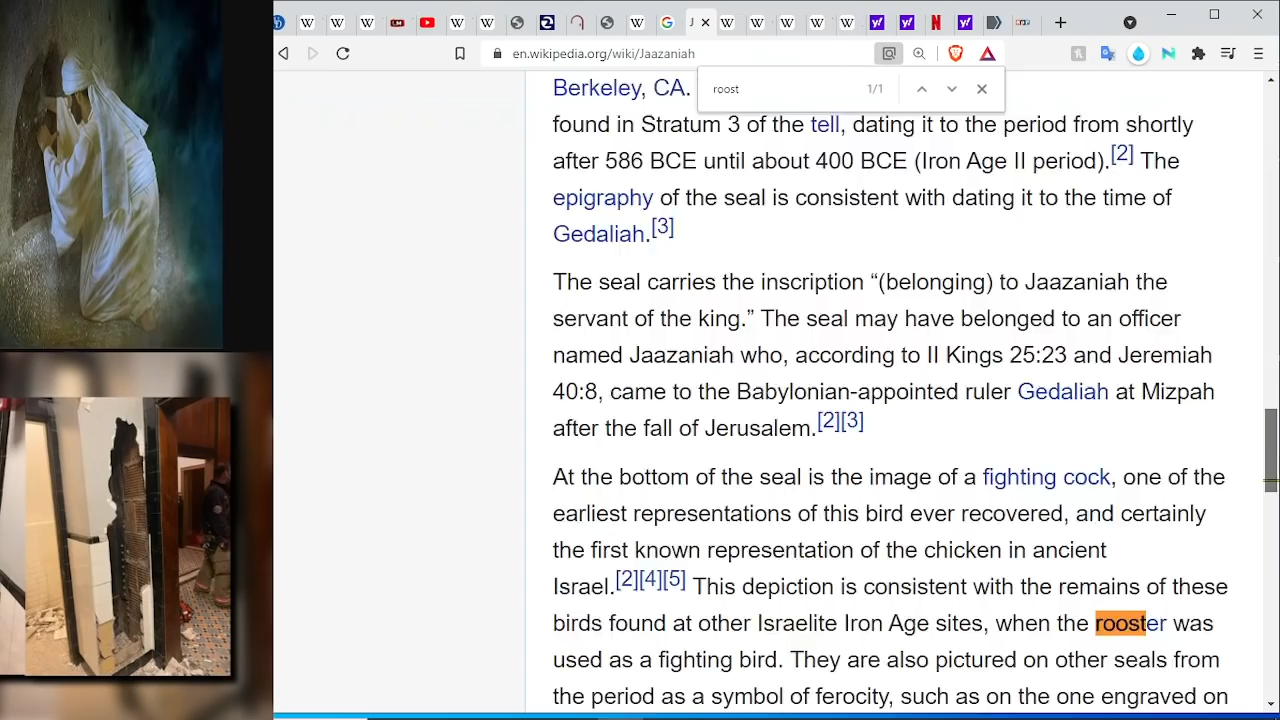 en.wikipedia.org/wiki/Jaazaniah
roost 1/1
Berkeley, CA.
found in Stratum 3 of the tell, dating it to the period from shortly
after 586 BCE until about 400 BCE (Iron Age II period).[2] The
epigraphy of the seal is consistent with dating it to the time of
Gedaliah.[3]
The seal carries the inscription “(belonging) to Jaazaniah the
servant of the king.” The seal may have belonged to an officer
named Jaazaniah who, according to II Kings 25:23 and Jeremiah
40:8, came to the Babylonian-appointed ruler Gedaliah at Mizpah
after the fall of Jerusalem.[2][3]
At the bottom of the seal is the image of a fighting cock, one of the
earliest representations of this bird ever recovered, and certainly
the first known representation of the chicken in ancient
Israel.[2][4][5] This depiction is consistent with the remains of these
birds found at other Israelite Iron Age sites, when the rooster was
used as a fighting bird. They are also pictured on other seals from
the period as a symbol of ferocity, such as on the one engraved on